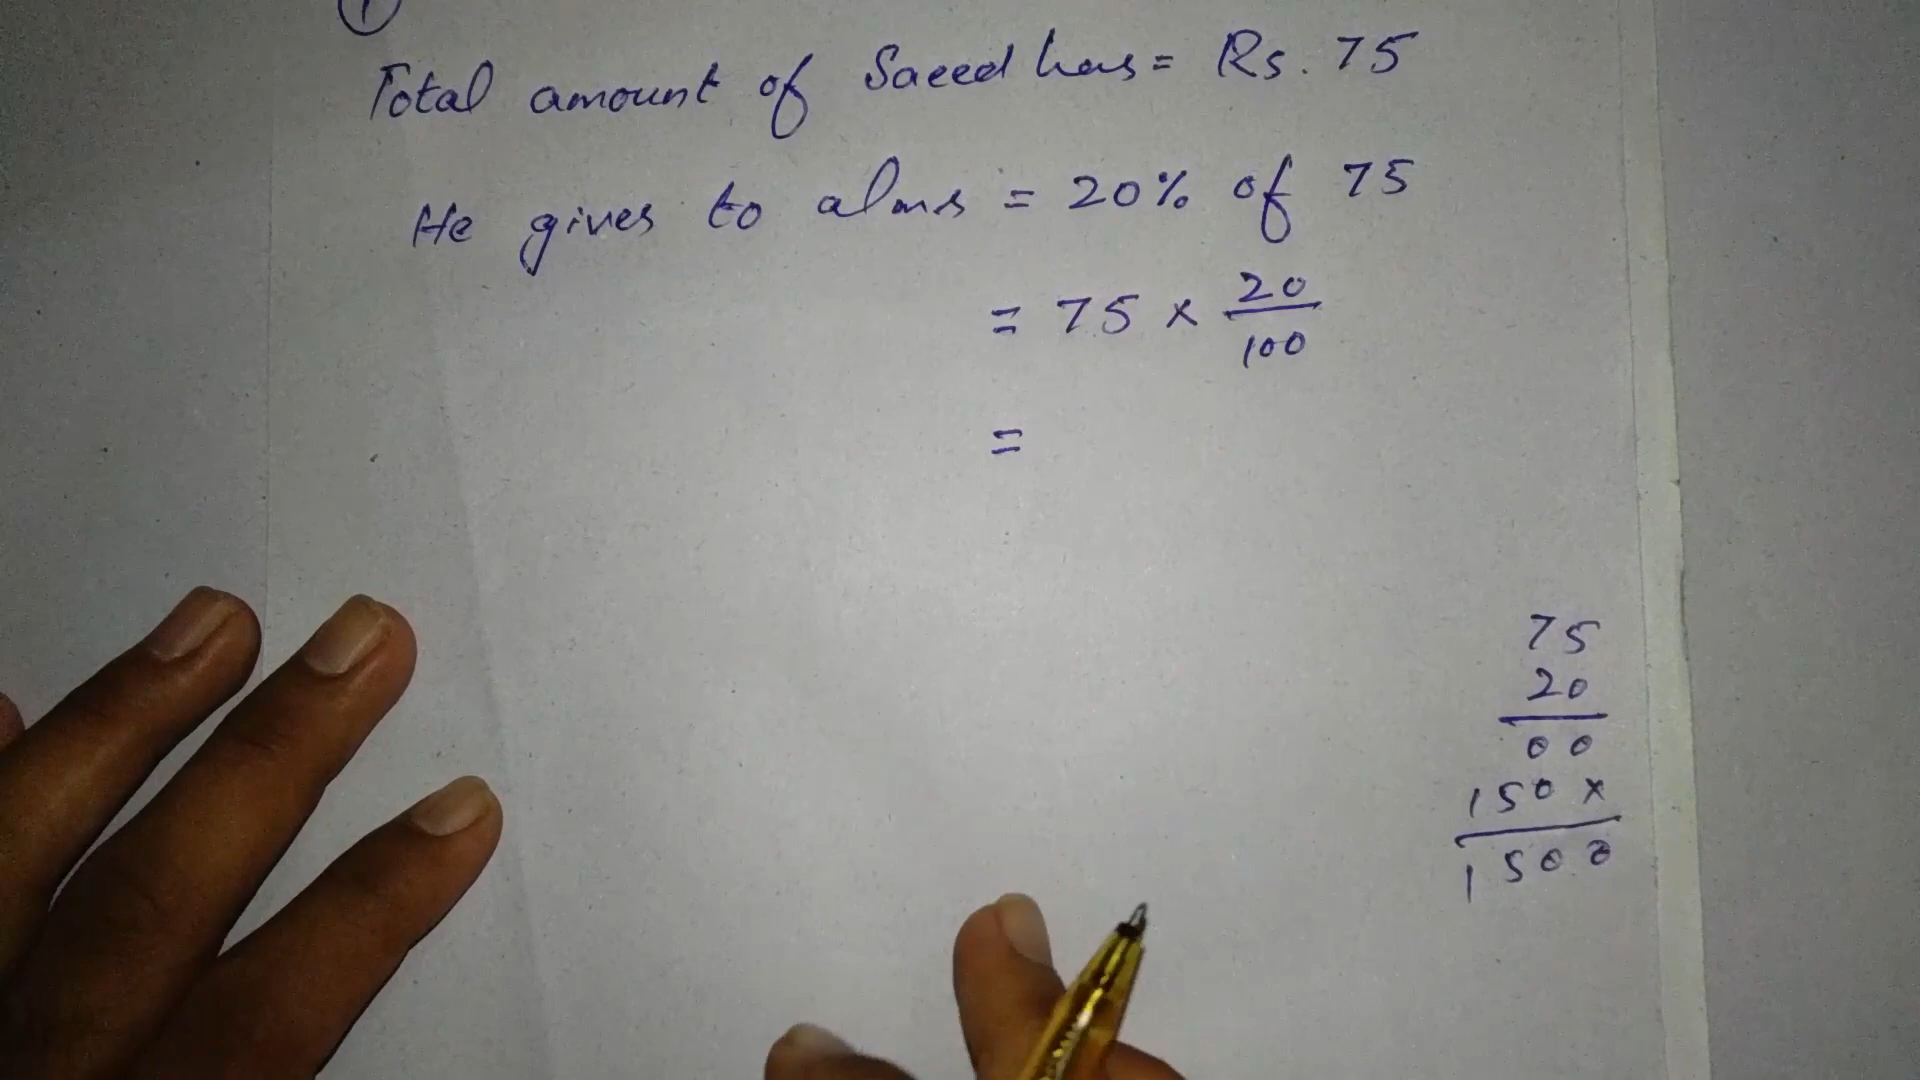 1
Total amount of Saeed has = Rs. 75
He gives to alms = 20% of 75
= 75 × 20/100
=
75
20
00
150 ×
1500